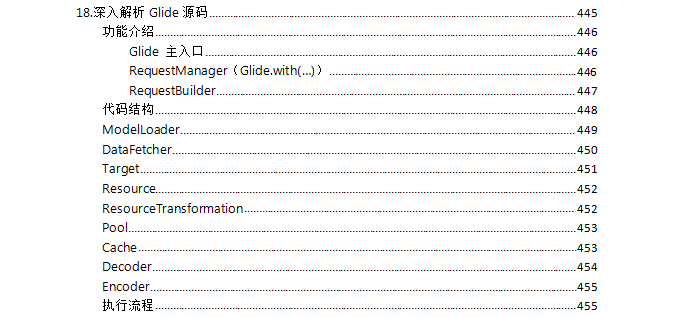 18.深入解析 Glide 源码 445
功能介绍 446
Glide 主入口 446
RequestManager（Glide.with(...)） 446
RequestBuilder 447
代码结构 448
ModelLoader 449
DataFetcher 450
Target 451
Resource 452
ResourceTransformation 452
Pool 453
Cache 453
Decoder 454
Encoder 455
执行流程 455